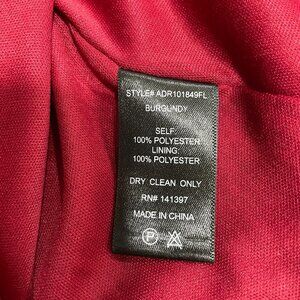 STYLE# ADR101849FL
BURGUNDY
SELF:
100% POLYESTER
LINING:
100% POLYESTER
DRY CLEAN ONLY
RN# 141397
MADE IN CHINA
P